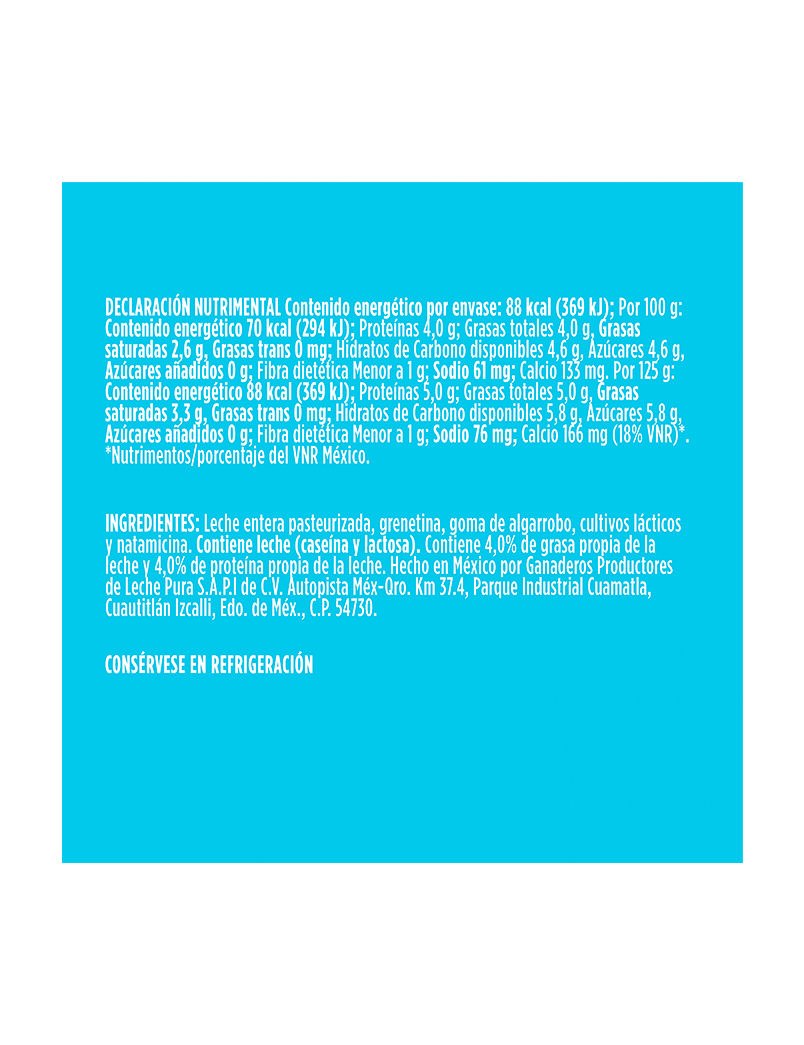 DECLARACIÓN NUTRIMENTAL Contenido energético por envase: 88 kcal (369 kJ); Por 100 g:
Contenido energético 70 kcal (294 kJ); Proteínas 4,0 g; Grasas totales 4,0 g, Grasas
saturadas 2,6 g, Grasas trans 0 mg; Hidratos de Carbono disponibles 4,6 g, Azúcares 4,6 g,
Azúcares añadidos 0 g; Fibra dietética Menor a 1 g; Sodio 61 mg; Calcio 133 mg. Por 125 g:
Contenido energético 88 kcal (369 kJ); Proteínas 5,0 g; Grasas totales 5,0 g, Grasas
saturadas 3,3 g, Grasas trans 0 mg; Hidratos de Carbono disponibles 5,8 g, Azúcares 5,8 g,
Azúcares añadidos 0 g; Fibra dietética Menor a 1 g; Sodio 76 mg; Calcio 166 mg (18% VNR)*.
*Nutrimentos/porcentaje del VNR México.
INGREDIENTES: Leche entera pasteurizada, grenetina, goma de algarrobo, cultivos lácticos
y natamicina. Contiene leche (caseína y lactosa). Contiene 4,0% de grasa propia de la
leche y 4,0% de proteína propia de la leche. Hecho en México por Ganaderos Productores
de Leche Pura S.A.P.I de C.V. Autopista Méx-Qro. Km 37.4, Parque Industrial Cuamatla,
Cuautitlán Izcalli, Edo. de Méx., C.P. 54730.
CONSÉRVESE EN REFRIGERACIÓN